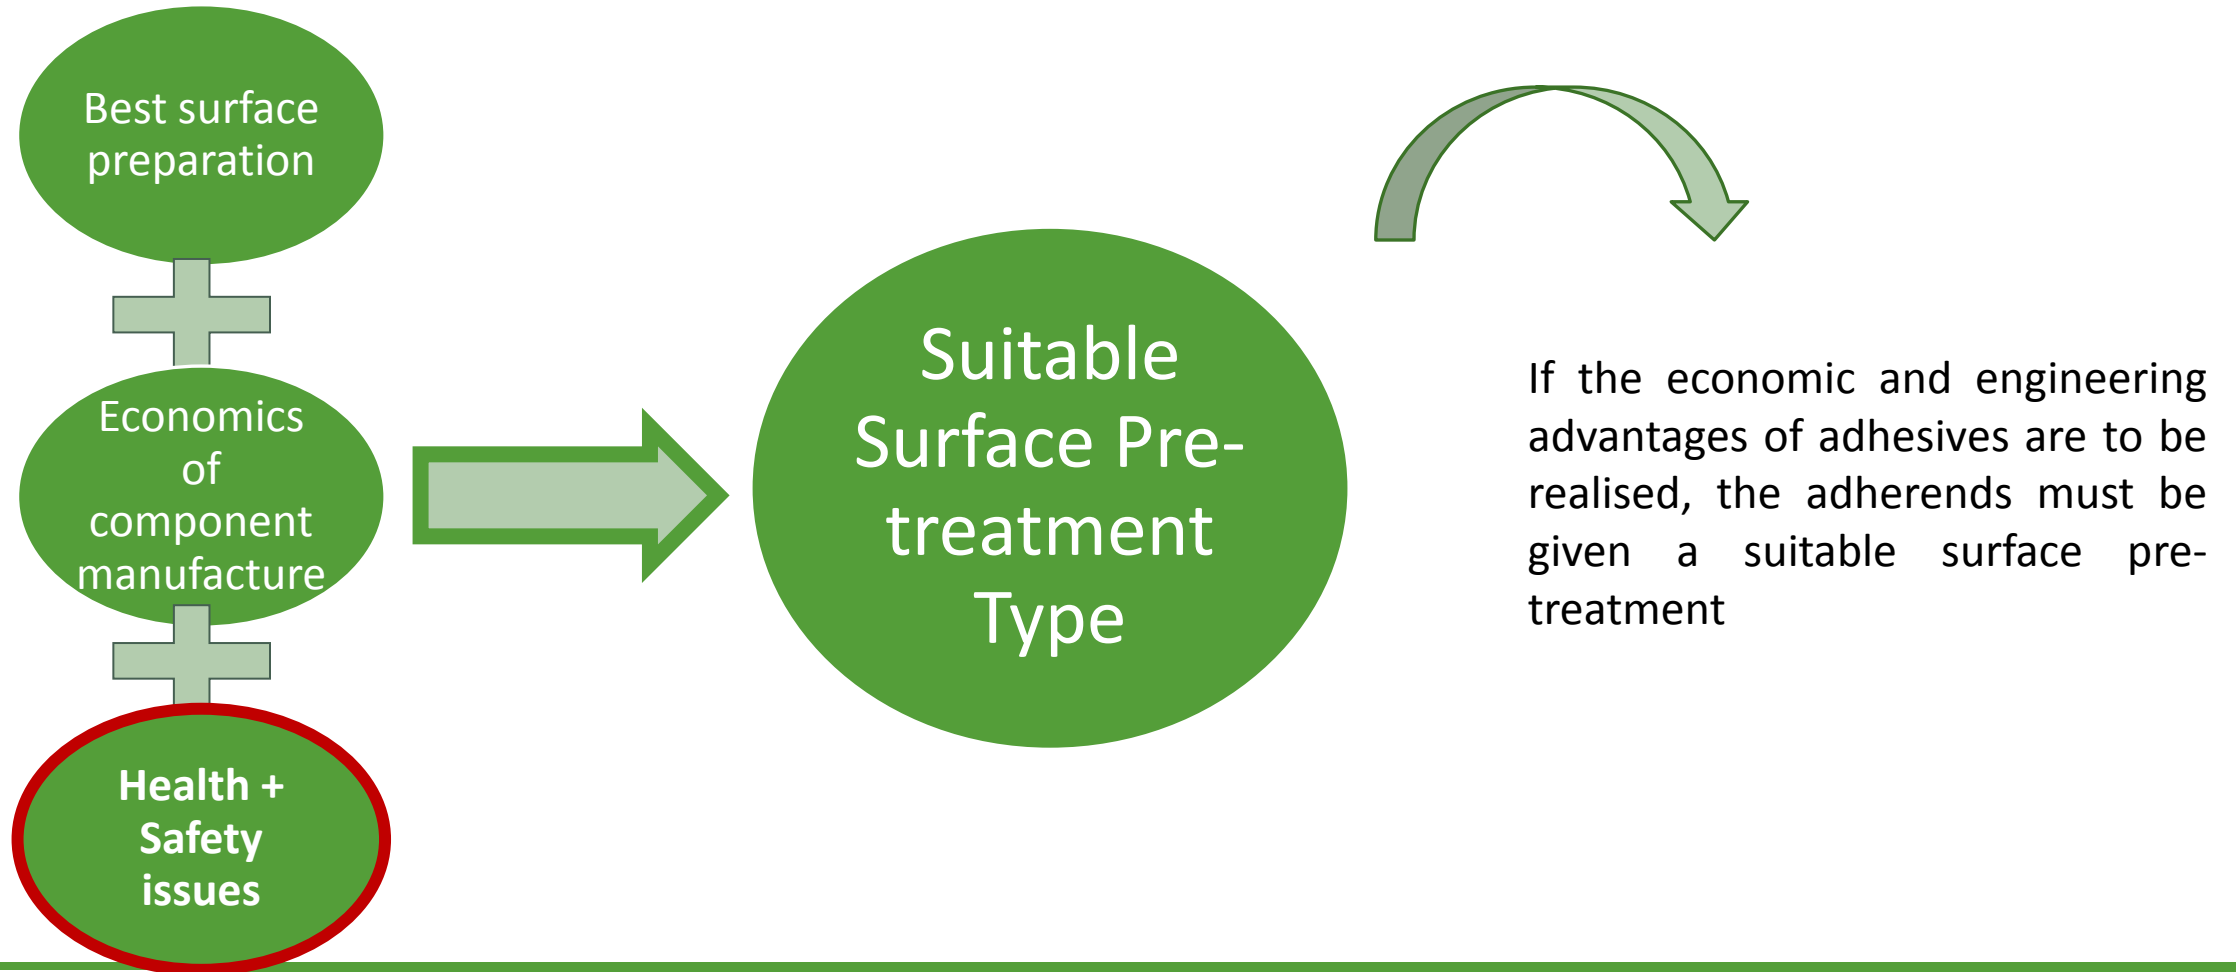 Best surface
preparation
Economics
of
component
manufacture
Health +
Safety
issues
Suitable
Surface Pre-
treatment
Type
If the economic and engineering
advantages of adhesives are to be
realised, the adherends must be
given a suitable surface pre-
treatment